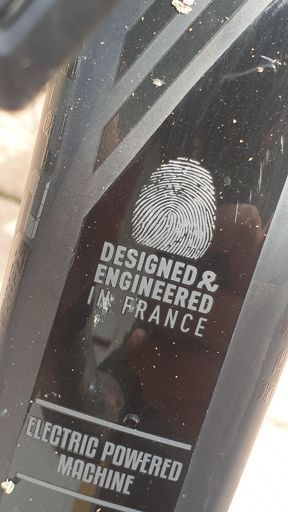 DESIGNED &
ENGINEERED
IN FRANCE
ELECTRIC POWERED
MACHINE